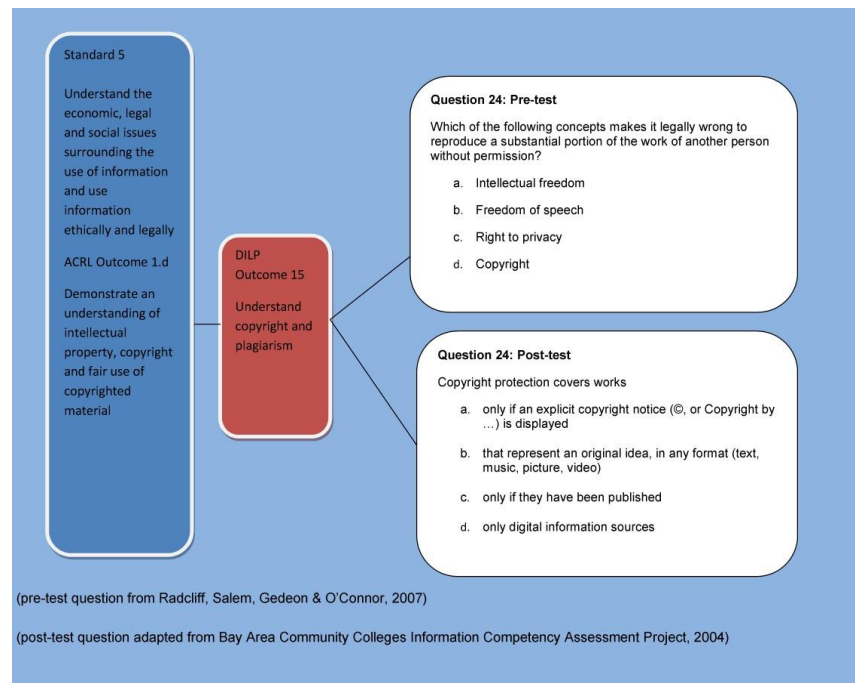 Standard 5
Understand the
economic, legal
and social issues
surrounding the
use of information
and use
information
ethically and legally
ACRL Outcome 1.d
Demonstrate an
understanding of
intellectual
property, copyright
and fair use of
copyrighted
material
DILP
Outcome 15
Understand
copyright and
plagiarism
Question 24: Pre-test
Which of the following concepts makes it legally wrong to
reproduce a substantial portion of the work of another person
without permission?
a. Intellectual freedom
b. Freedom of speech
c. Right to privacy
d. Copyright
Question 24: Post-test
Copyright protection covers works
a. only if an explicit copyright notice (©, or Copyright by
…) is displayed
b. that represent an original idea, in any format (text,
music, picture, video)
c. only if they have been published
d. only digital information sources
(pre-test question from Radcliff, Salem, Gedeon & O’Connor, 2007)
(post-test question adapted from Bay Area Community Colleges Information Competency Assessment Project, 2004)